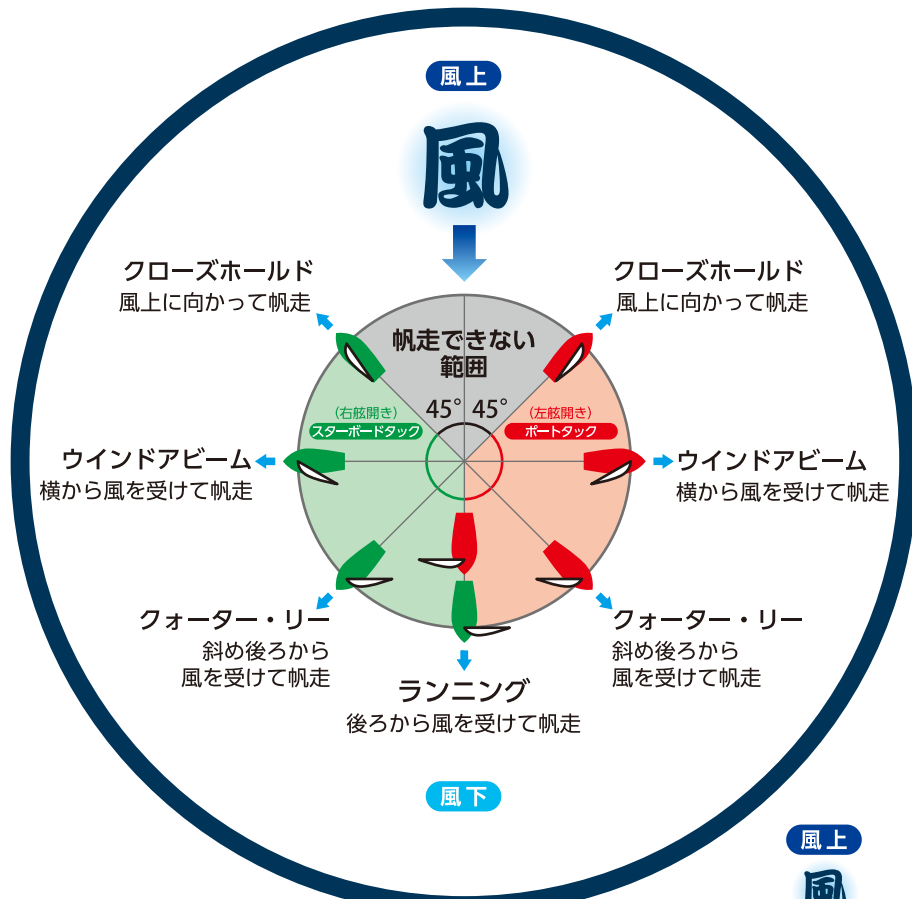 風上
風
クローズホールド
風上に向かって帆走
クローズホールド
風上に向かって帆走
帆走できない
範囲
45° 45°
(右舷開き)
スターボードタック
(左舷開き)
ポートタック
ウインドアビーム
横から風を受けて帆走
ウインドアビーム
横から風を受けて帆走
クォーター・リー
斜め後ろから
風を受けて帆走
クォーター・リー
斜め後ろから
風を受けて帆走
ランニング
後ろから風を受けて帆走
風下
風上
風